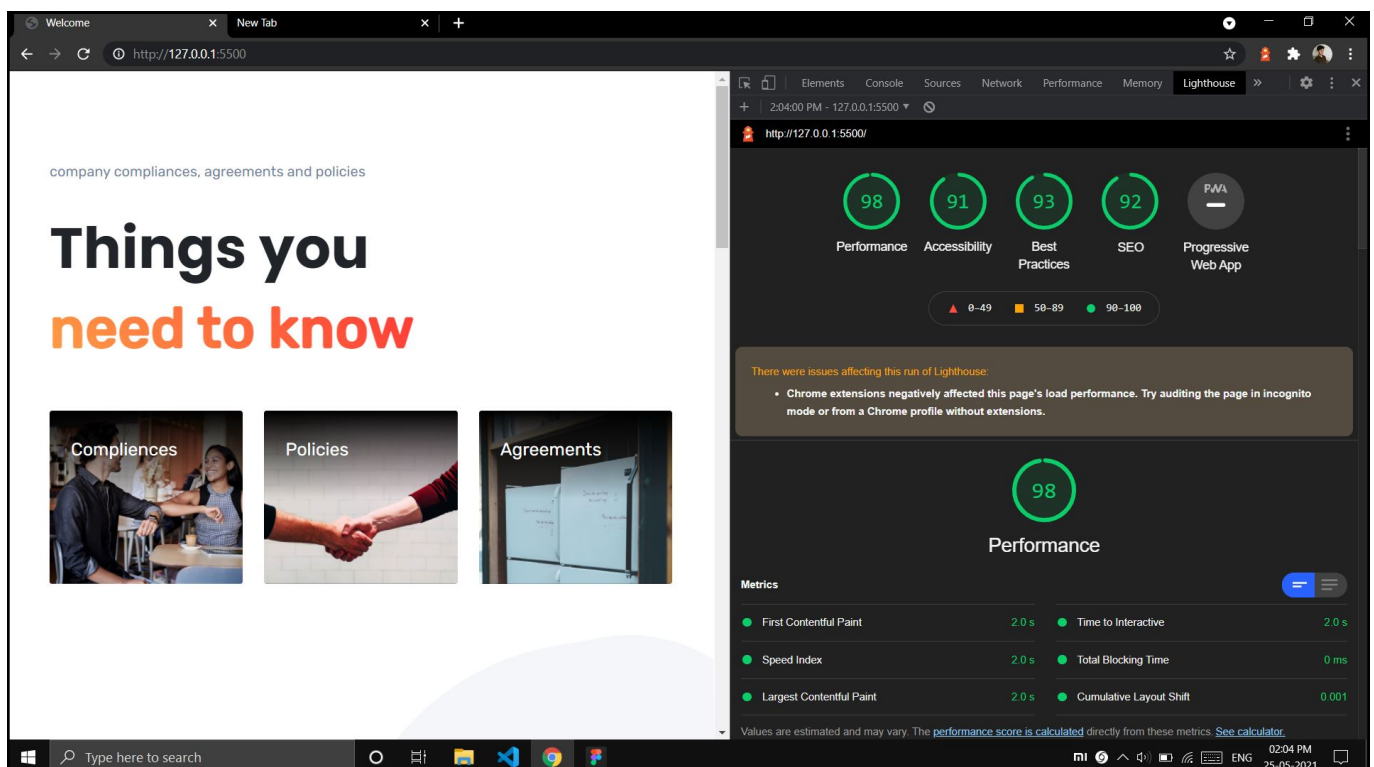 Welcome
New Tab
http://127.0.0.1:5500
company compliances, agreements and policies
Things you
need to know
Compliences
Policies
Agreements
Elements Console Sources Network Performance Memory Lighthouse
2:04:00 PM - 127.0.0.1:5500
http://127.0.0.1:5500/
98 91 93 92 PWA
Performance Accessibility Best Practices SEO Progressive Web App
0–49 50–89 90–100
There were issues affecting this run of Lighthouse:
Chrome extensions negatively affected this page's load performance. Try auditing the page in incognito
mode or from a Chrome profile without extensions.
98
Performance
Metrics
First Contentful Paint 2.0 s Time to Interactive 2.0 s
Speed Index 2.0 s Total Blocking Time 0 ms
Largest Contentful Paint 2.0 s Cumulative Layout Shift 0.001
Values are estimated and may vary. The performance score is calculated directly from these metrics. See calculator.
Type here to search
ENG
02:04 PM
25-05-2021